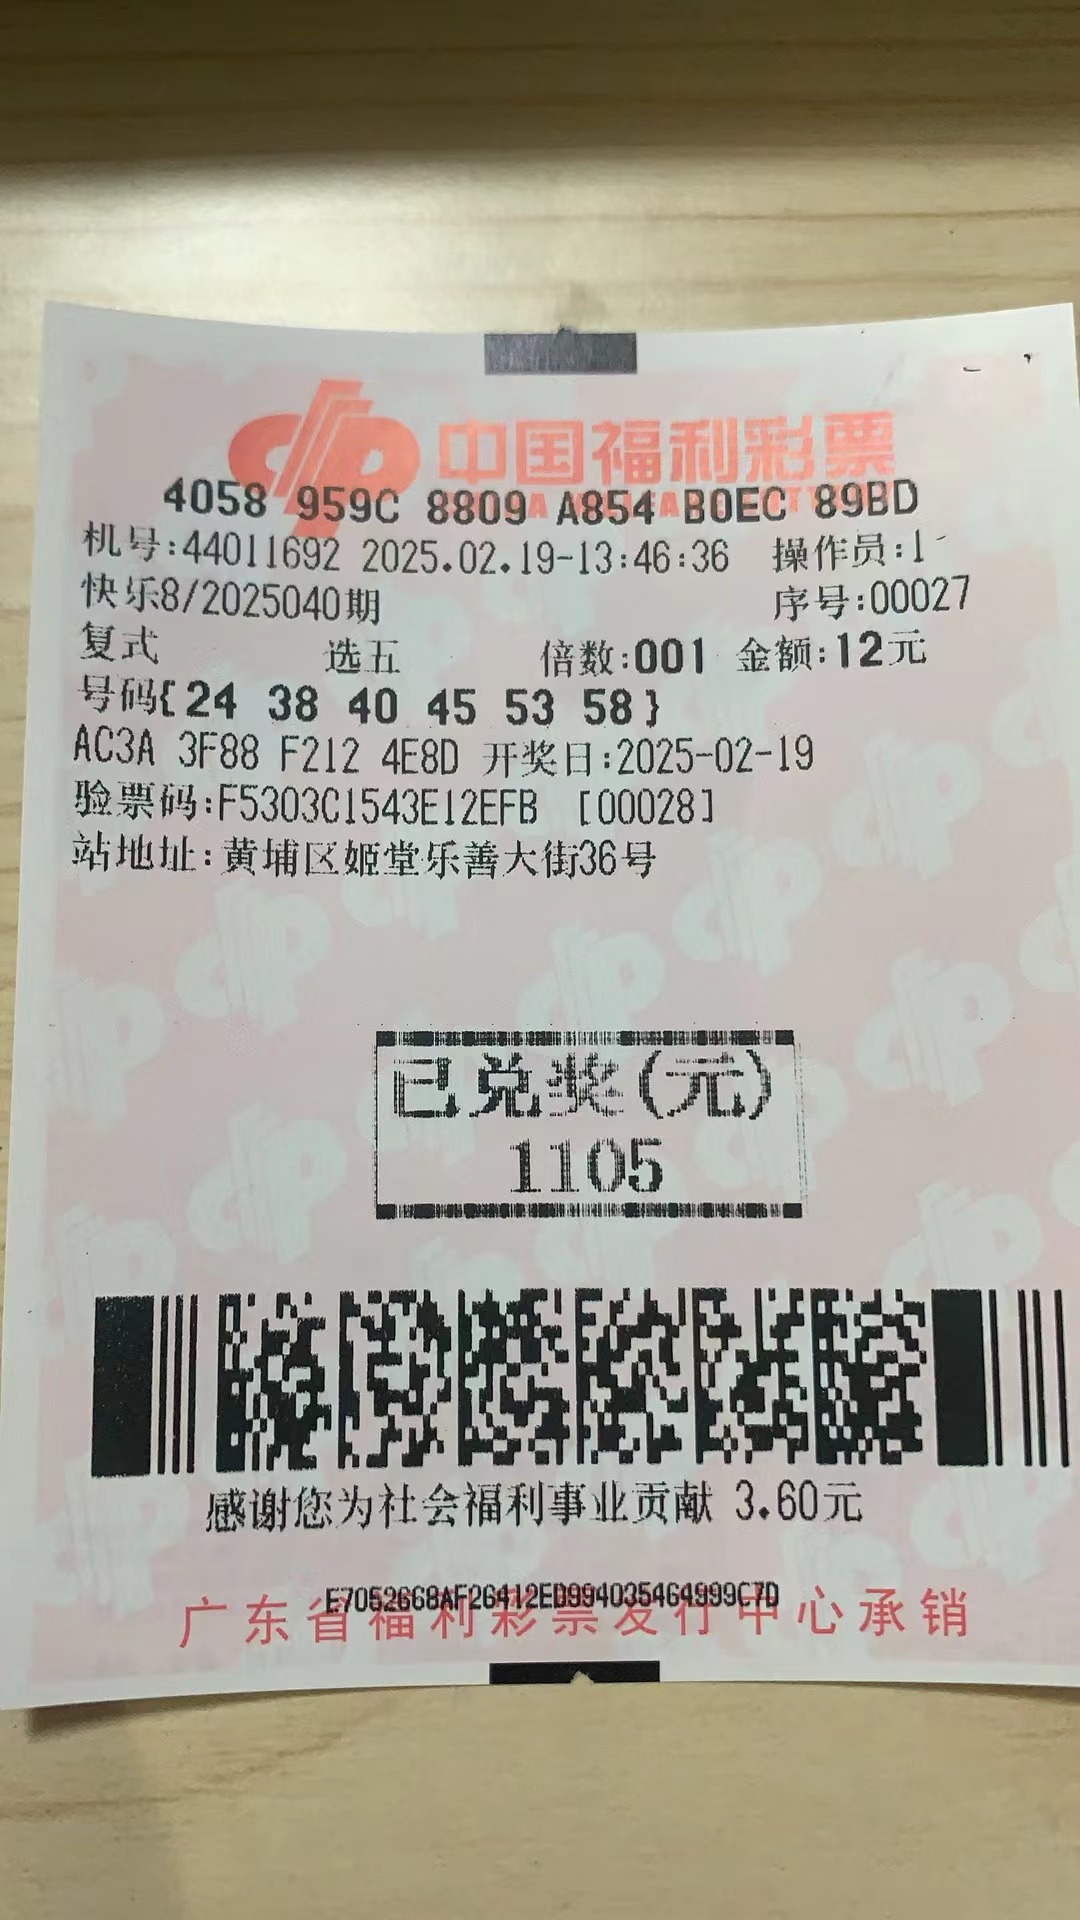 中国福利彩票
4058 959C 8809 A854 B0EC 89BD
机号:44011692 2025.02.19-13:46:36 操作员:1
快乐8/2025040期 序号:00027
复式 选五 倍数:001 金额:12元
号码{24 38 40 45 53 58}
AC3A 3F88 F212 4E8D 开奖日:2025-02-19
验票码:F5303C1543E12EFB [00028]
站地址:黄埔区姬堂乐善大街36号
已兑奖(元)
1105
感谢您为社会福利事业贡献 3.60元
E7052668AF26412ED994035464999C7D
广东省福利彩票发行中心承销